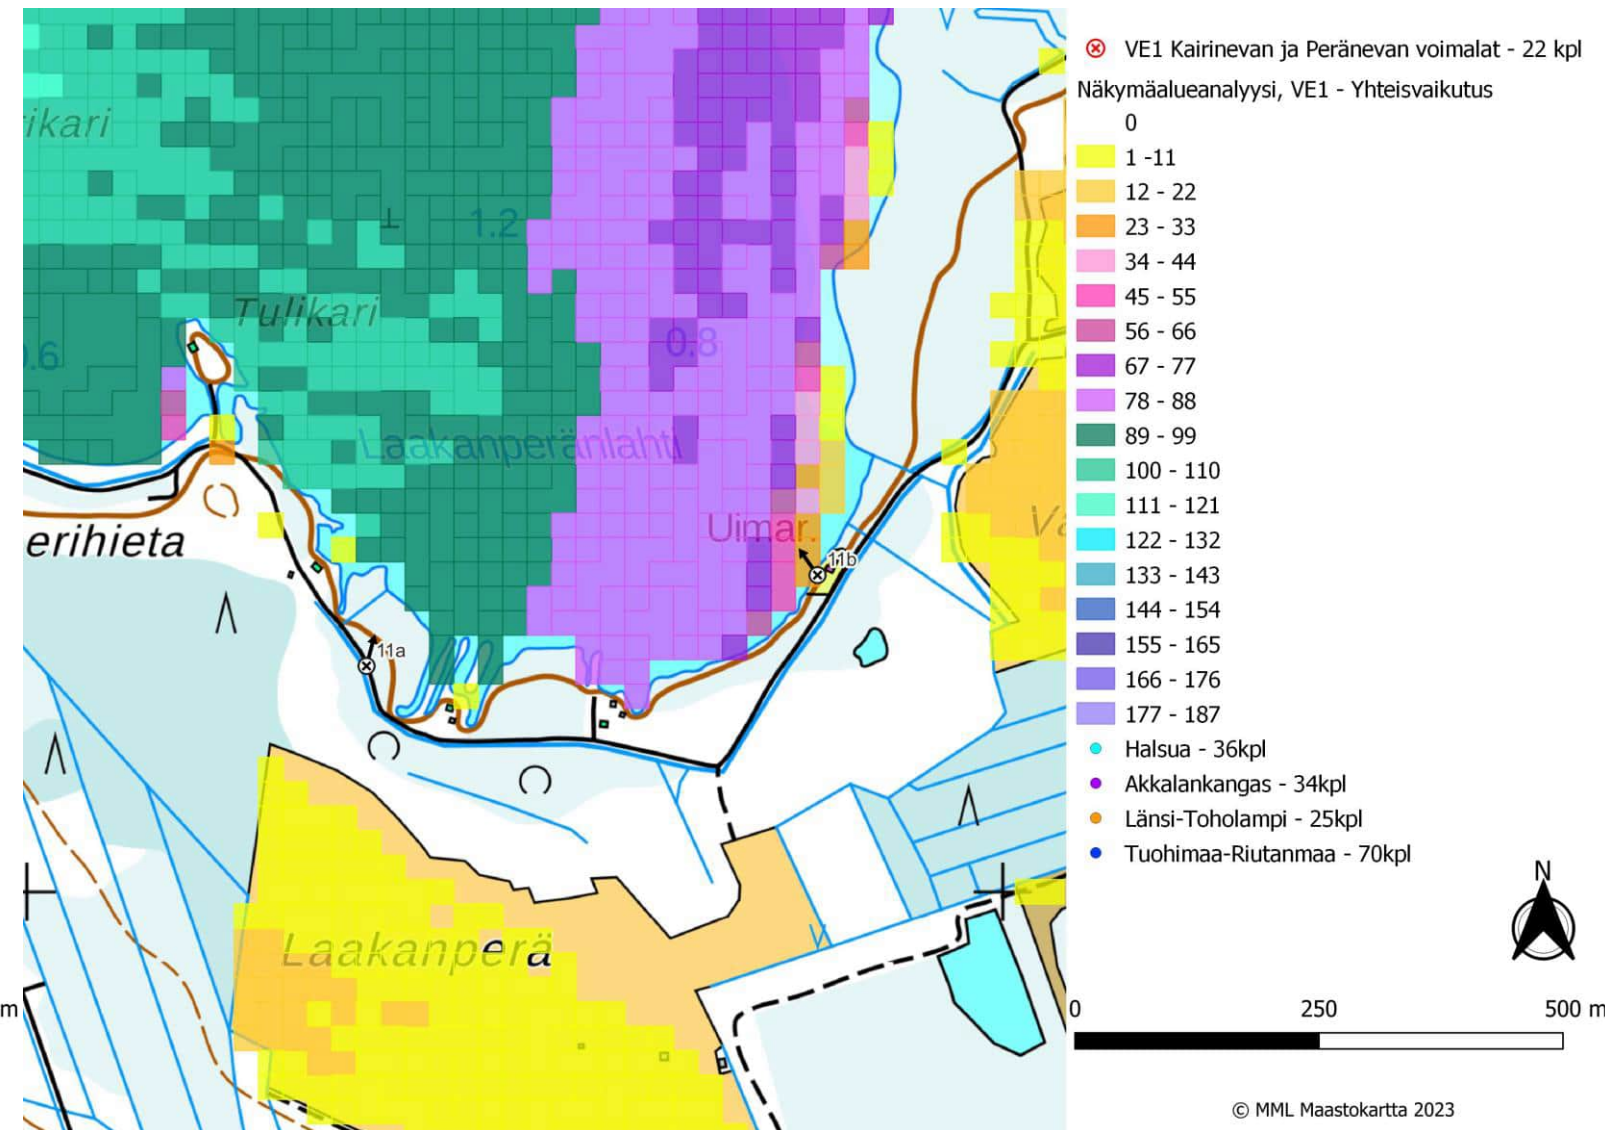 ikari
1.2
Tulikari
.6
0.8
Laakanperänlahti
Uimar.
erihieta
11b
11a
Laakanperä
VE1 Kairinevan ja Peränevan voimalat - 22 kpl
Näkymäalueanalyysi, VE1 - Yhteisvaikutus
0
1 -11
12 - 22
23 - 33
34 - 44
45 - 55
56 - 66
67 - 77
78 - 88
89 - 99
100 - 110
111 - 121
122 - 132
133 - 143
144 - 154
155 - 165
166 - 176
177 - 187
Halsua - 36kpl
Akkalankangas - 34kpl
Länsi-Toholampi - 25kpl
Tuohimaa-Riutanmaa - 70kpl
N
m
0 250 500 m
© MML Maastokartta 2023